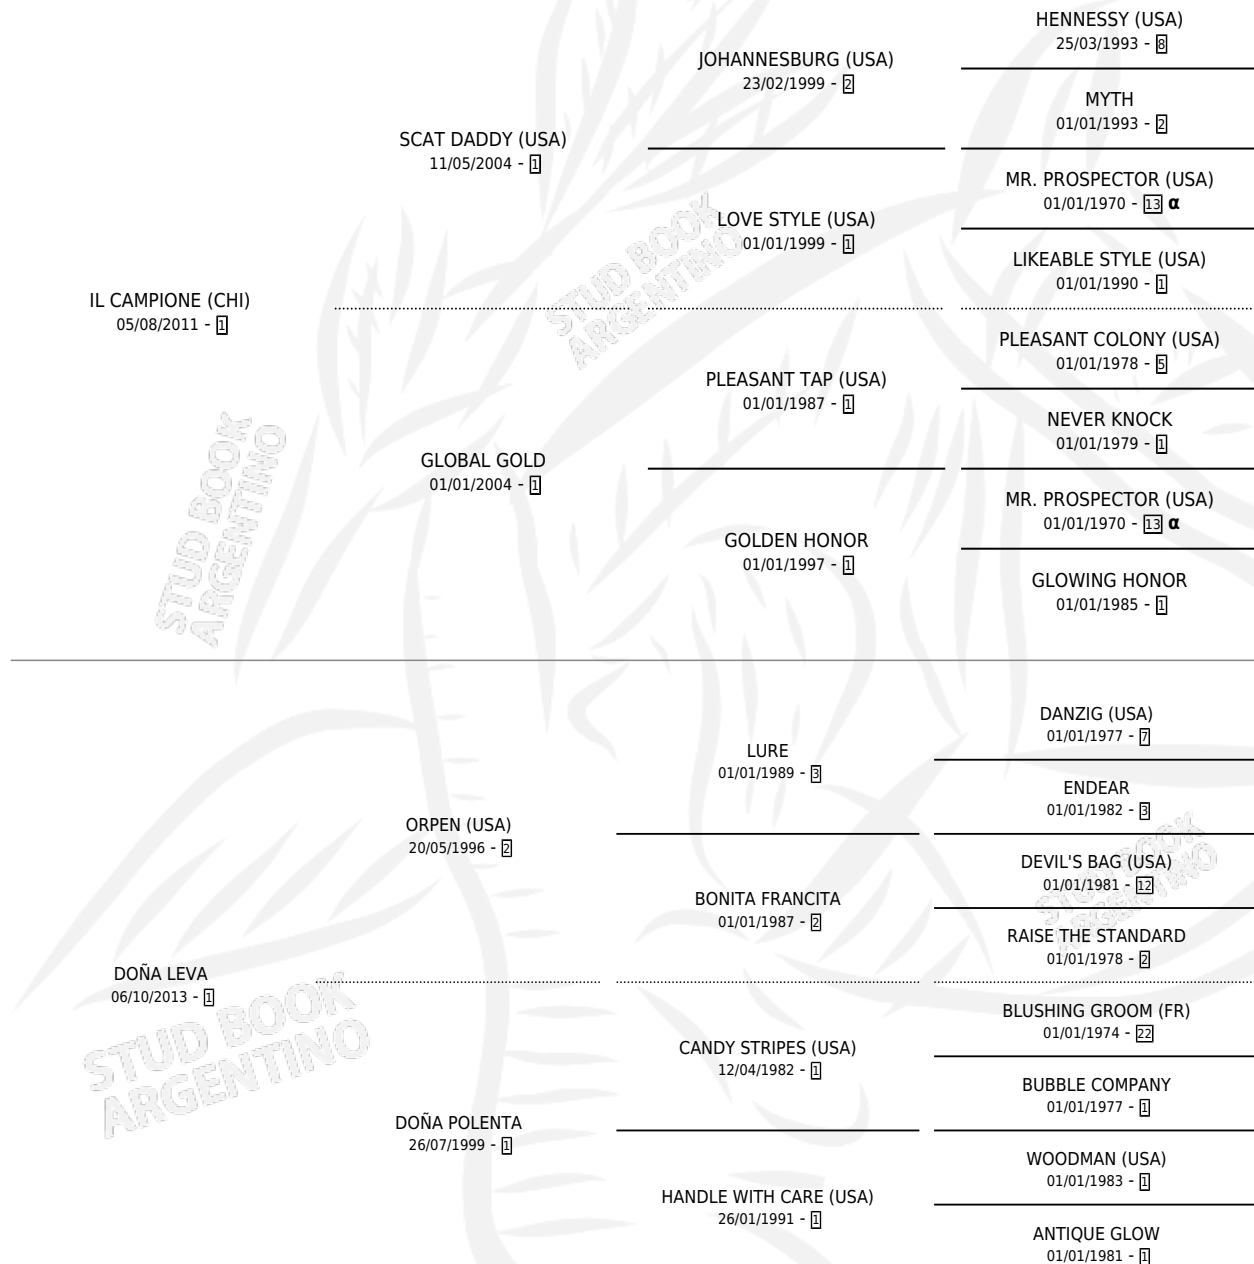 HENNESSY (USA)
25/03/1993 - 8
JOHANNESBURG (USA)
23/02/1999 - 2
MYTH
01/01/1993 - 2
SCAT DADDY (USA)
11/05/2004 - 1
MR. PROSPECTOR (USA)
01/01/1970 - 13 α
LOVE STYLE (USA)
01/01/1999 - 1
LIKEABLE STYLE (USA)
01/01/1990 - 1
IL CAMPIONE (CHI)
05/08/2011 - 1
PLEASANT COLONY (USA)
01/01/1978 - 5
PLEASANT TAP (USA)
01/01/1987 - 1
NEVER KNOCK
01/01/1979 - 1
GLOBAL GOLD
01/01/2004 - 1
MR. PROSPECTOR (USA)
01/01/1970 - 13 α
GOLDEN HONOR
01/01/1997 - 1
GLOWING HONOR
01/01/1985 - 1
DANZIG (USA)
01/01/1977 - 7
LURE
01/01/1989 - 3
ENDEAR
01/01/1982 - 3
ORPEN (USA)
20/05/1996 - 2
DEVIL'S BAG (USA)
01/01/1981 - 12
BONITA FRANCITA
01/01/1987 - 2
RAISE THE STANDARD
01/01/1978 - 2
DOÑA LEVA
06/10/2013 - 1
BLUSHING GROOM (FR)
01/01/1974 - 22
CANDY STRIPES (USA)
12/04/1982 - 1
BUBBLE COMPANY
01/01/1977 - 1
DOÑA POLENTA
26/07/1999 - 1
WOODMAN (USA)
01/01/1983 - 1
HANDLE WITH CARE (USA)
26/01/1991 - 1
ANTIQUE GLOW
01/01/1981 - 1
STUD BOOK
ARGENTINO
STUD BOOK
ARGENTINO
STUD BOOK
ARGENTINO
STUD BOOK
ARGENTINO